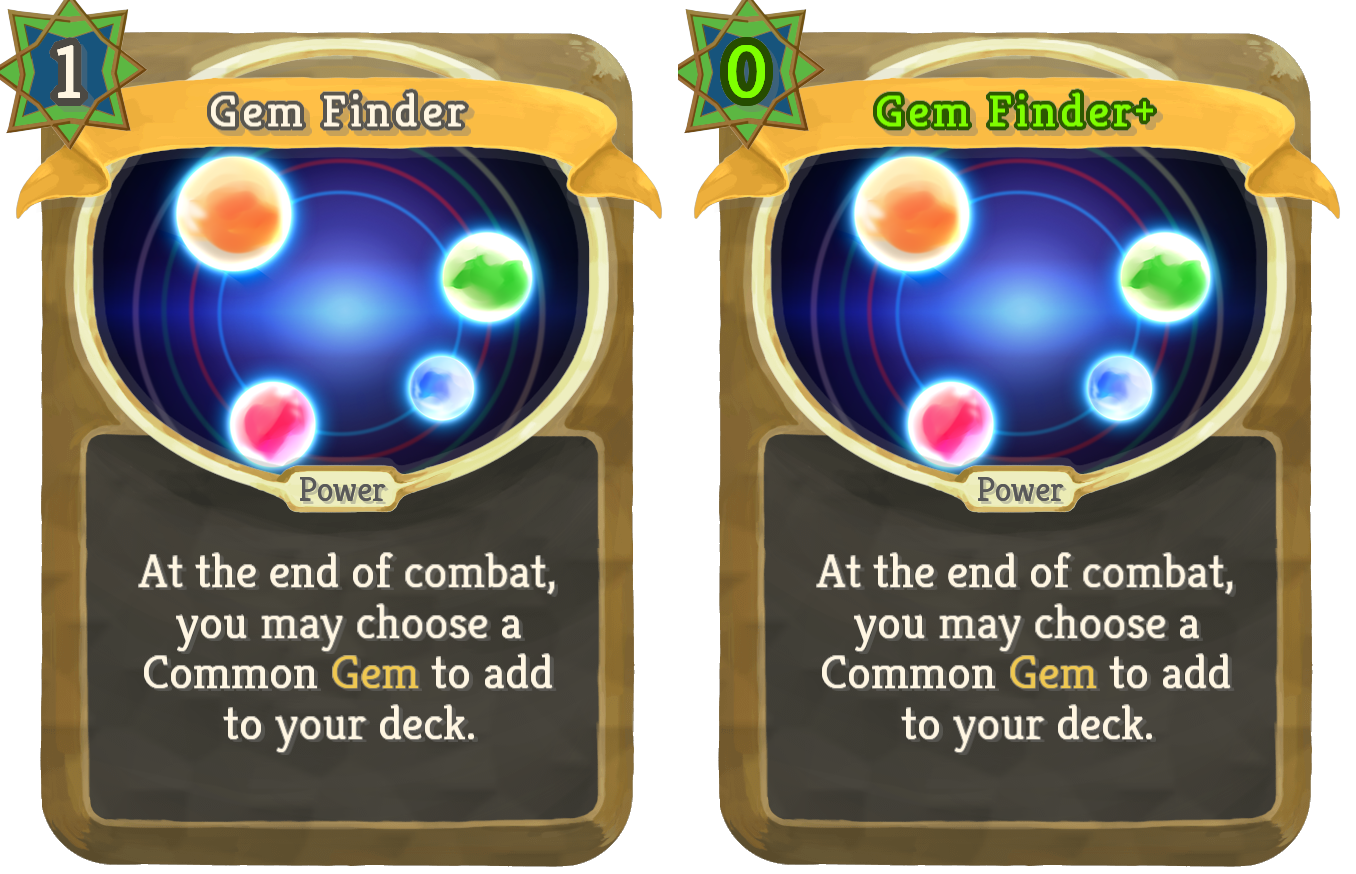 1
Gem Finder
Power
At the end of combat,
you may choose a
Common Gem to add
to your deck.
0
Gem Finder+
Power
At the end of combat,
you may choose a
Common Gem to add
to your deck.